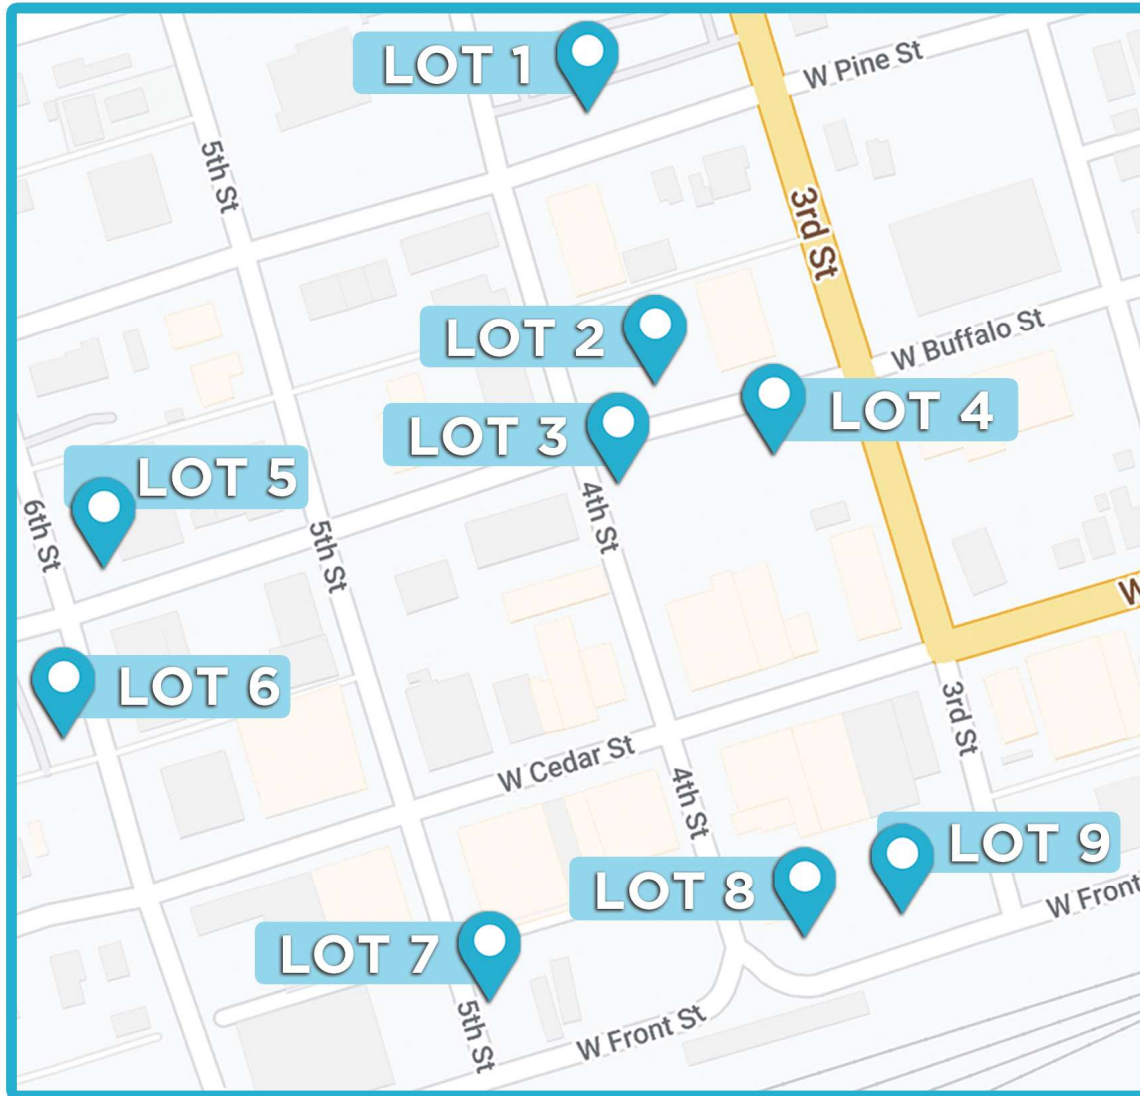 LOT 1
W Pine St
5th St
3rd St
LOT 2
W Buffalo St
LOT 4
LOT 3
LOT 5
4th St
6th St
5th St
W
LOT 6
3rd St
W Cedar St
4th St
LOT 9
LOT 8
W Front
LOT 7
5th St
W Front St